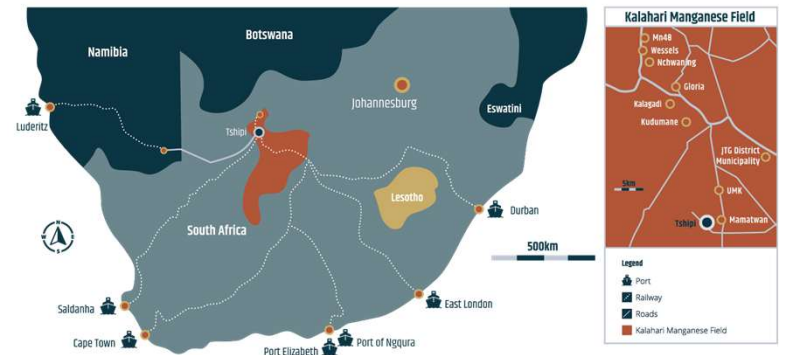 Namibia
Botswana
Johannesburg
Eswatini
Luderitz
Tshipi
Lesotho
Durban
South Africa
N
W
E
S
500km
Saldanha
East London
Cape Town
Port Elizabeth
Port of Ngqura
Kalahari Manganese Field
Mn48
Wessels
Nchwaning
Gloria
Kalagadi
Kudumane
JTG District
Municipality
5km
UMK
Tshipi
Mamatwan
Legend
Port
Railway
Roads
Kalahari Manganese Field